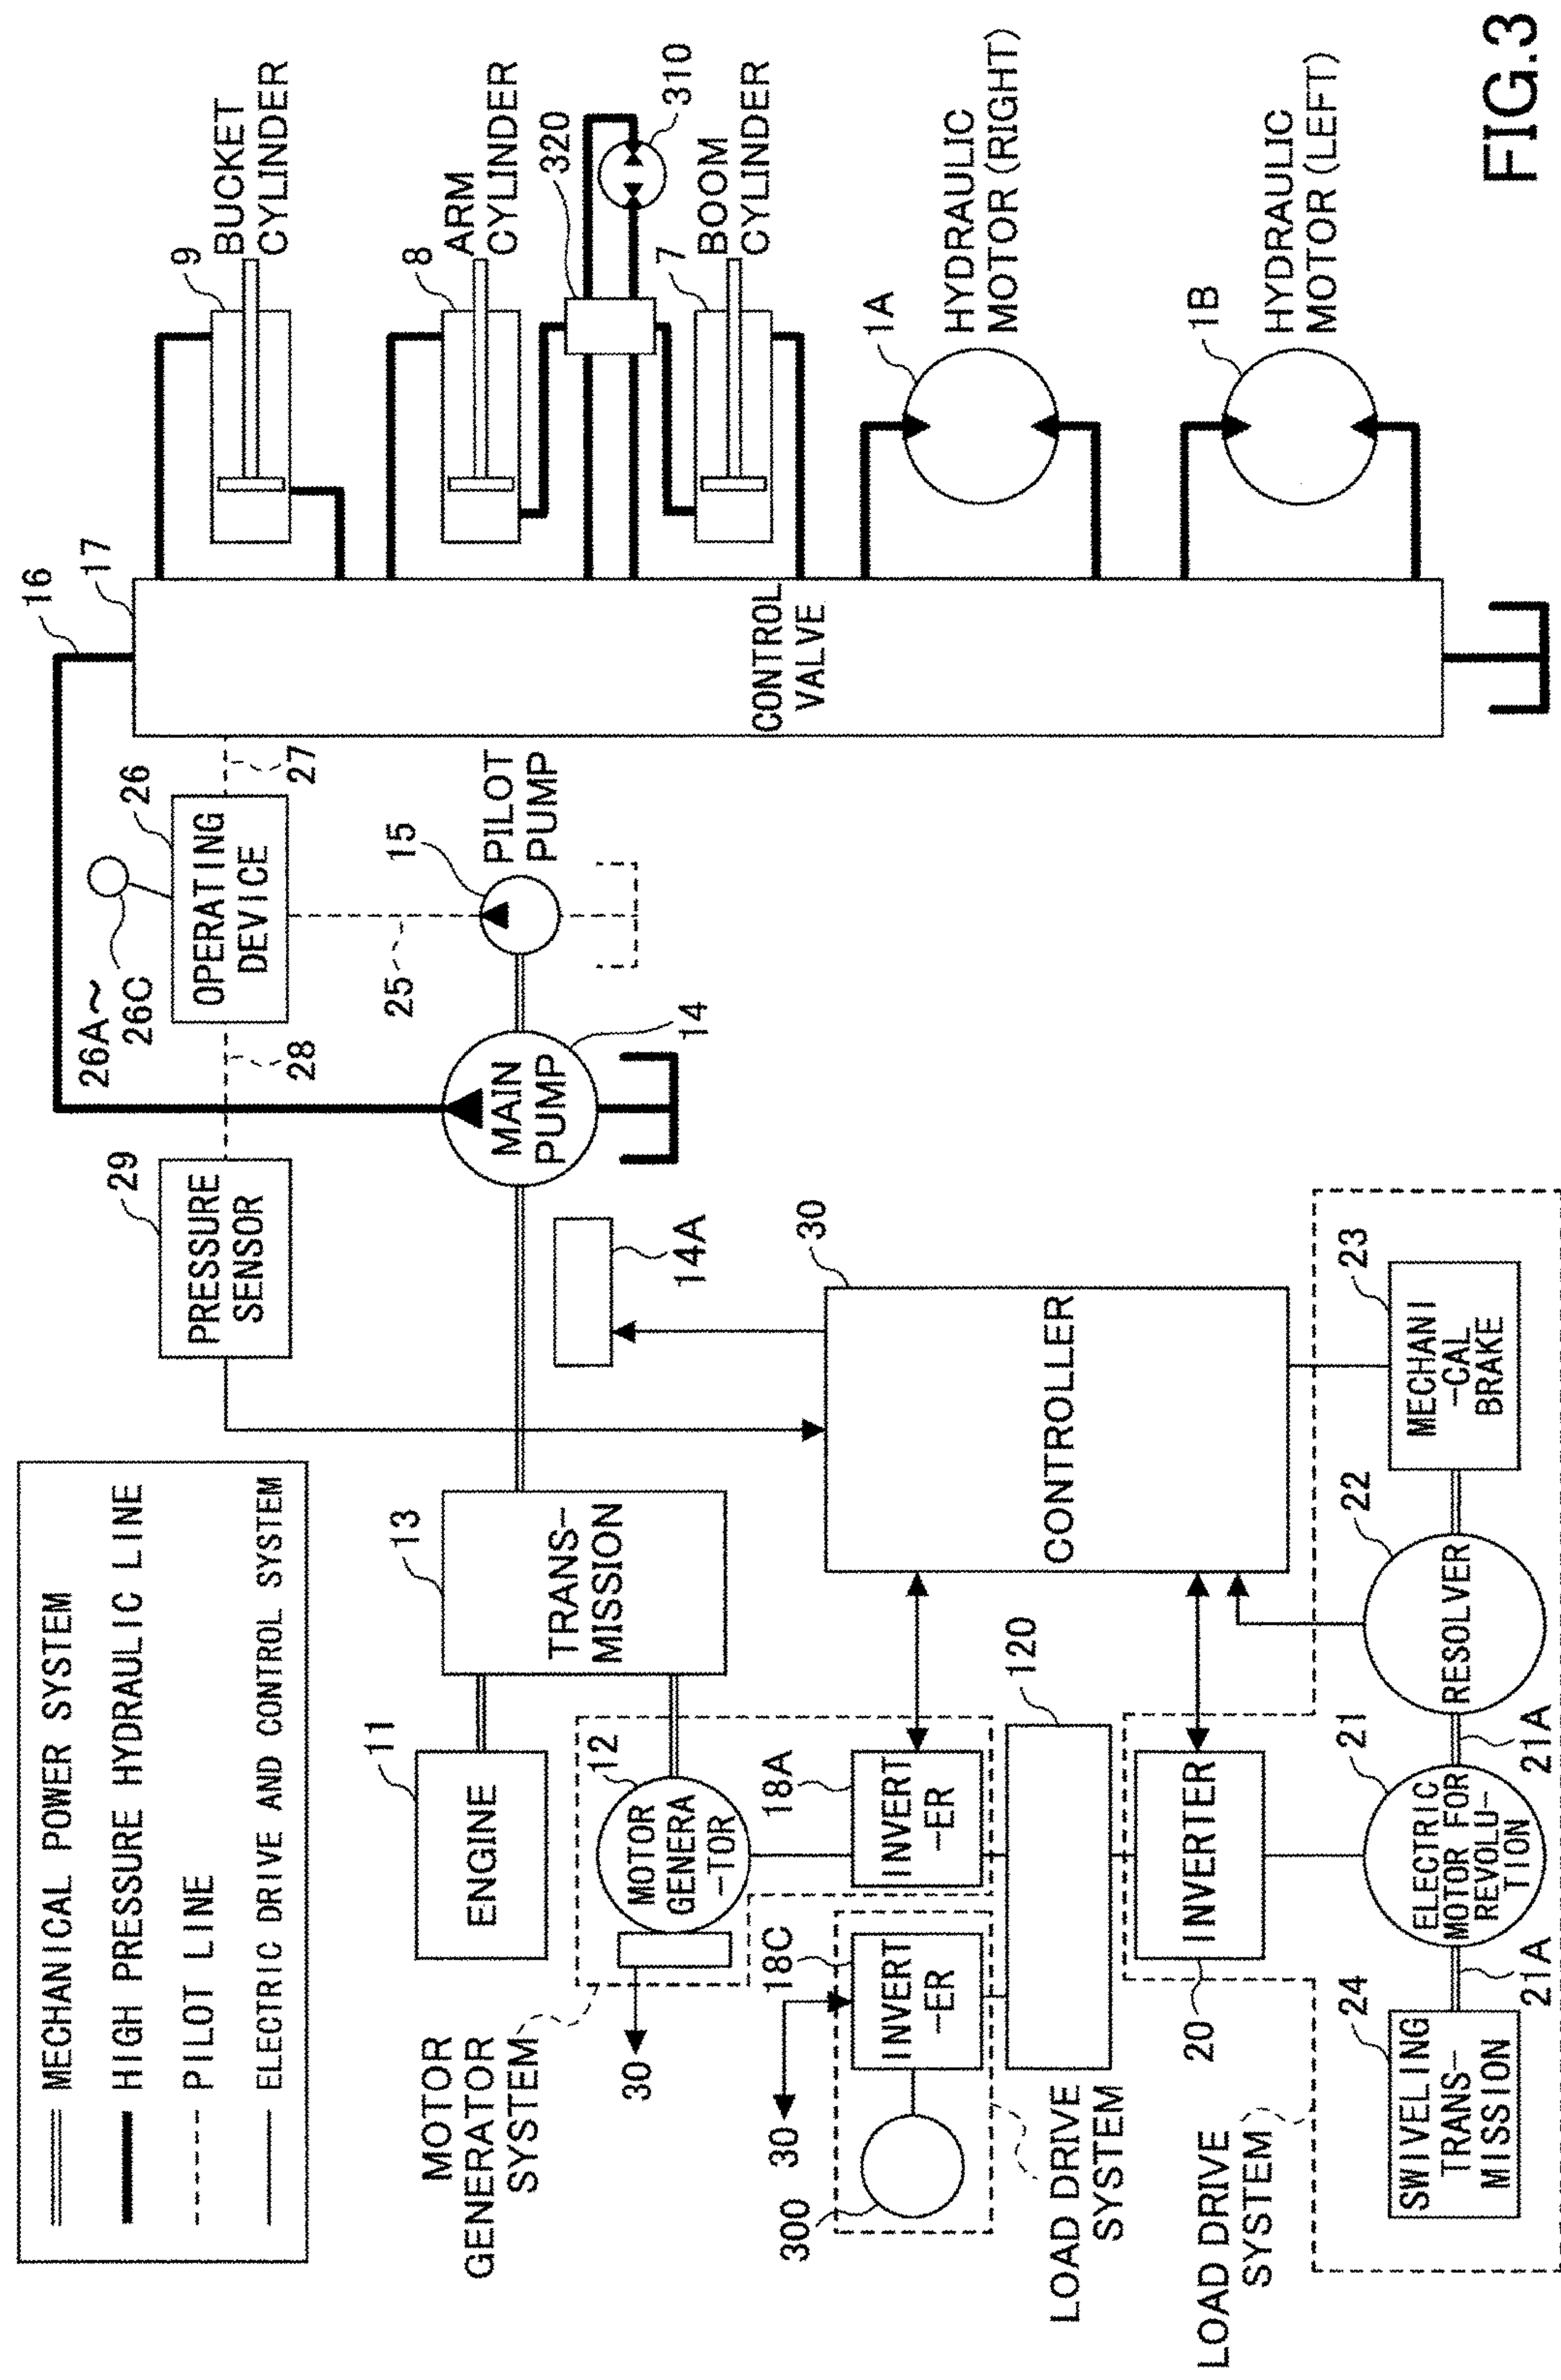 MECHANICAL POWER SYSTEM
HIGH PRESSURE HYDRAULIC LINE
PILOT LINE
ELECTRIC DRIVE AND CONTROL SYSTEM
29
PRESSURE
SENSOR
28
26A~
26C
26
OPERATING
DEVICE
27
16
17
CONTROL
VALVE
9
BUCKET
CYLINDER
8
ARM
CYLINDER
320
310
7
BOOM
CYLINDER
1A
HYDRAULIC
MOTOR (RIGHT)
1B
HYDRAULIC
MOTOR (LEFT)
25
15
PILOT
PUMP
MAIN
PUMP
14
14A
11
ENGINE
13
TRANS-
MISSION
MOTOR
GENERATOR
SYSTEM
30
12
MOTOR
GENERA
-TOR
18A
INVERT
-ER
18C
INVERT
-ER
30
300
LOAD DRIVE
SYSTEM
120
30
CONTROLLER
20
INVERTER
LOAD DRIVE
SYSTEM
24
SWIVELING
TRANS-
MISSION
21A
21
ELECTRIC
MOTOR FOR
REVOLU-
TION
21A
22
RESOLVER
23
MECHANI
-CAL
BRAKE
FIG.3